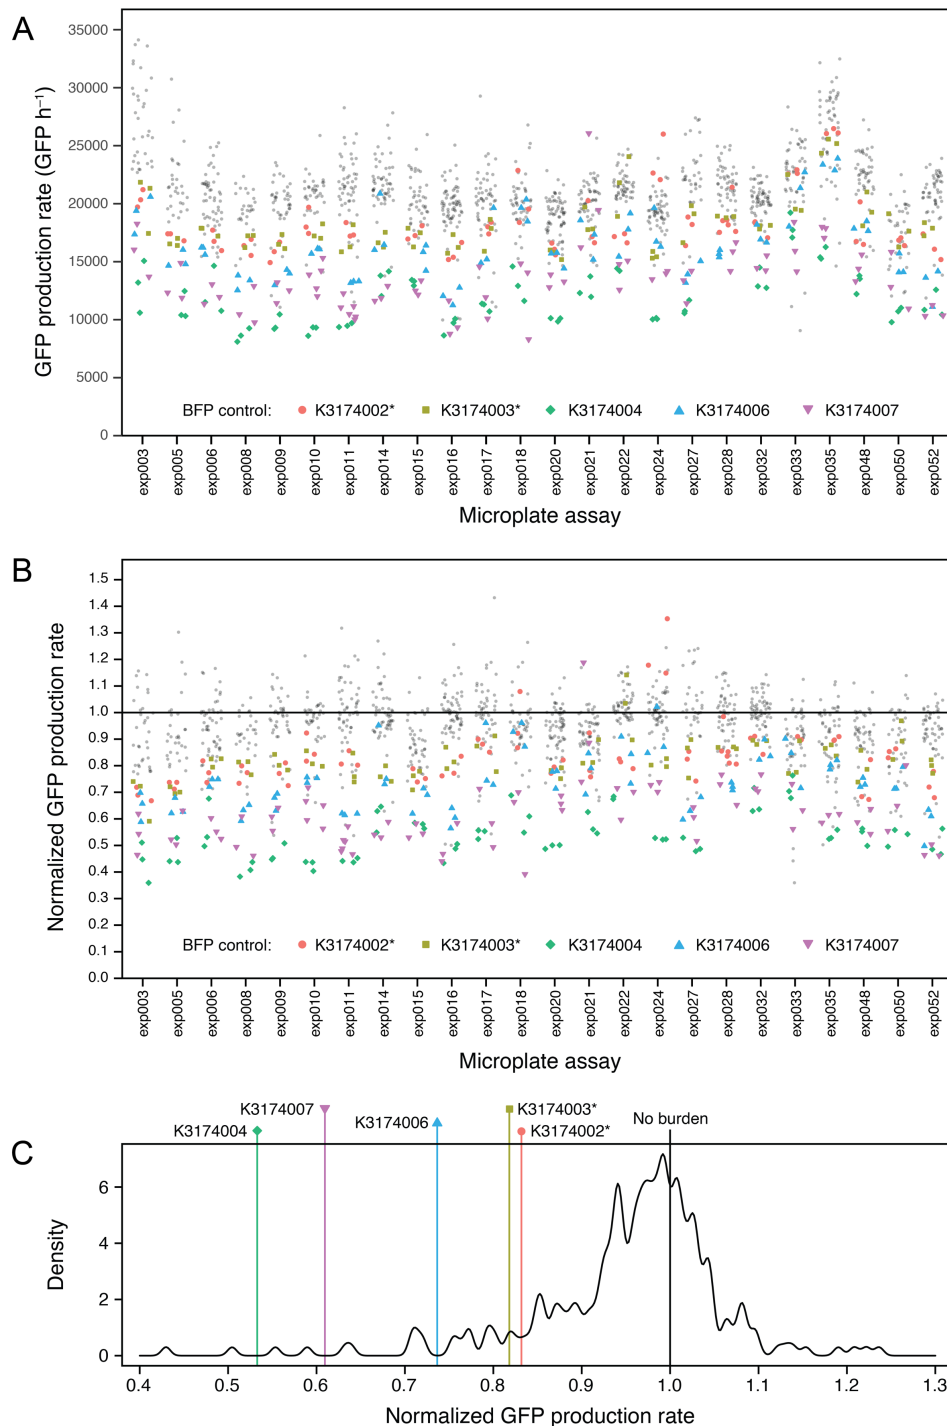 A
GFP production rate (GFP h⁻¹)
35000
30000
25000
20000
15000
10000
5000
0
BFP control: K3174002* K3174003* K3174004 K3174006 K3174007
exp003 exp005 exp006 exp008 exp009 exp010 exp011 exp014 exp015 exp016 exp017 exp018 exp020 exp021 exp022 exp024 exp027 exp028 exp032 exp033 exp035 exp048 exp050 exp052
Microplate assay
B
Normalized GFP production rate
1.5
1.4
1.3
1.2
1.1
1.0
0.9
0.8
0.7
0.6
0.5
0.4
0.3
0.2
0.1
0.0
BFP control: K3174002* K3174003* K3174004 K3174006 K3174007
exp003 exp005 exp006 exp008 exp009 exp010 exp011 exp014 exp015 exp016 exp017 exp018 exp020 exp021 exp022 exp024 exp027 exp028 exp032 exp033 exp035 exp048 exp050 exp052
Microplate assay
C
K3174007 K3174003*
K3174004 K3174006 K3174002* No burden
Density
6
4
2
0
0.4 0.5 0.6 0.7 0.8 0.9 1.0 1.1 1.2 1.3
Normalized GFP production rate